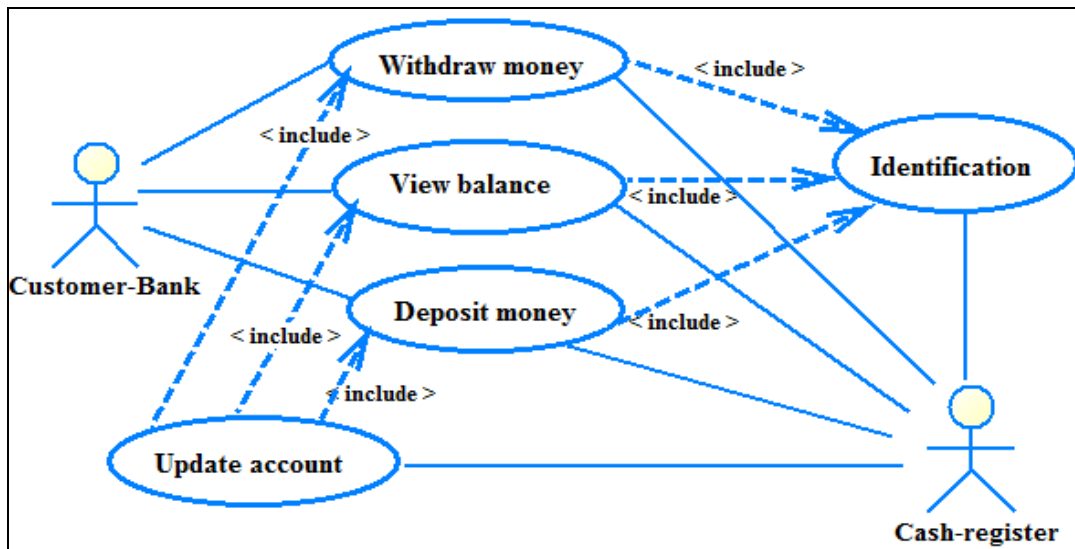 Withdraw money
< include >
< include >
Identification
View balance
< include >
Customer-Bank
Deposit money
< include >
< include >
< include >
Update account
Cash-register